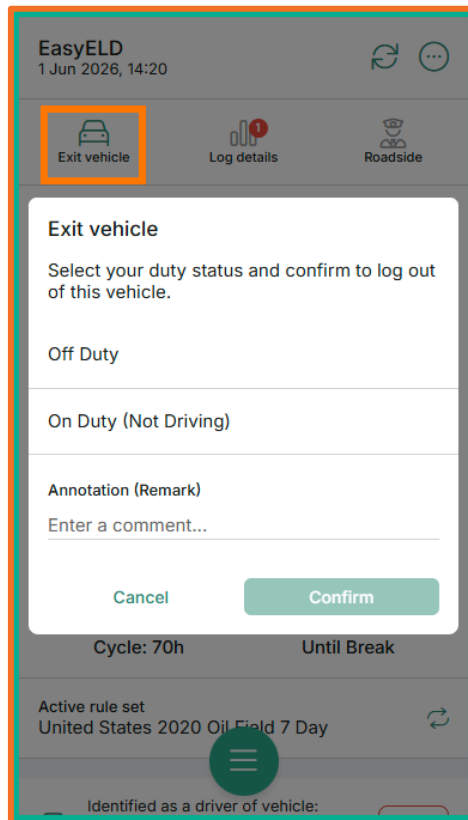 EasyELD
1 Jun 2026, 14:20
Exit vehicle
1
Log details
Roadside
Exit vehicle
Select your duty status and confirm to log out
of this vehicle.
Off Duty
On Duty (Not Driving)
Annotation (Remark)
Enter a comment...
Cancel
Confirm
Cycle: 70h
Until Break
Active rule set
United States 2020 Oil Field 7 Day
Identified as a driver of vehicle: